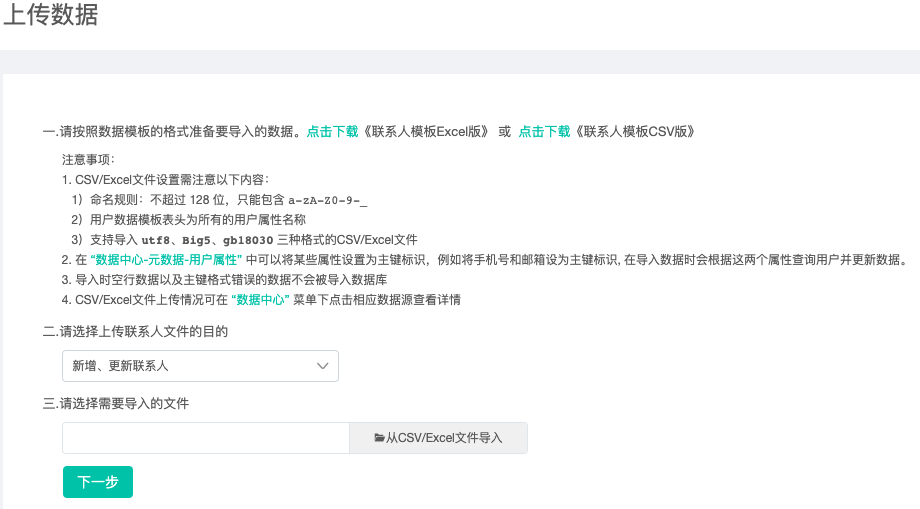 上传数据
一.请按照数据模板的格式准备要导入的数据。点击下载《联系人模板Excel版》 或 点击下载《联系人模板CSV版》
注意事项：
1. CSV/Excel文件设置需注意以下内容：
1）命名规则：不超过 128 位，只能包含 a-zA-Z0-9-_
2）用户数据模板表头为所有的用户属性名称
3）支持导入 utf8、Big5、gb18030 三种格式的CSV/Excel文件
2. 在 “数据中心-元数据-用户属性” 中可以将某些属性设置为主键标识，例如将手机号和邮箱设为主键标识, 在导入数据时会根据这两个属性查询用户并更新数据。
3. 导入时空行数据以及主键格式错误的数据不会被导入数据库
4. CSV/Excel文件上传情况可在 “数据中心” 菜单下点击相应数据源查看详情
二.请选择上传联系人文件的目的
新增、更新联系人
三.请选择需要导入的文件
从CSV/Excel文件导入
下一步